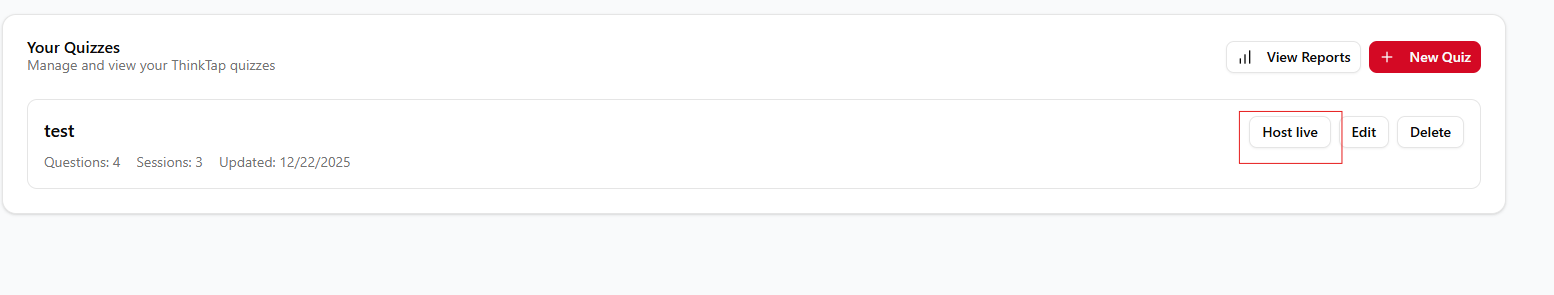 Your Quizzes
Manage and view your ThinkTap quizzes
View Reports
New Quiz
test
Host live
Edit
Delete
Questions: 4 Sessions: 3 Updated: 12/22/2025